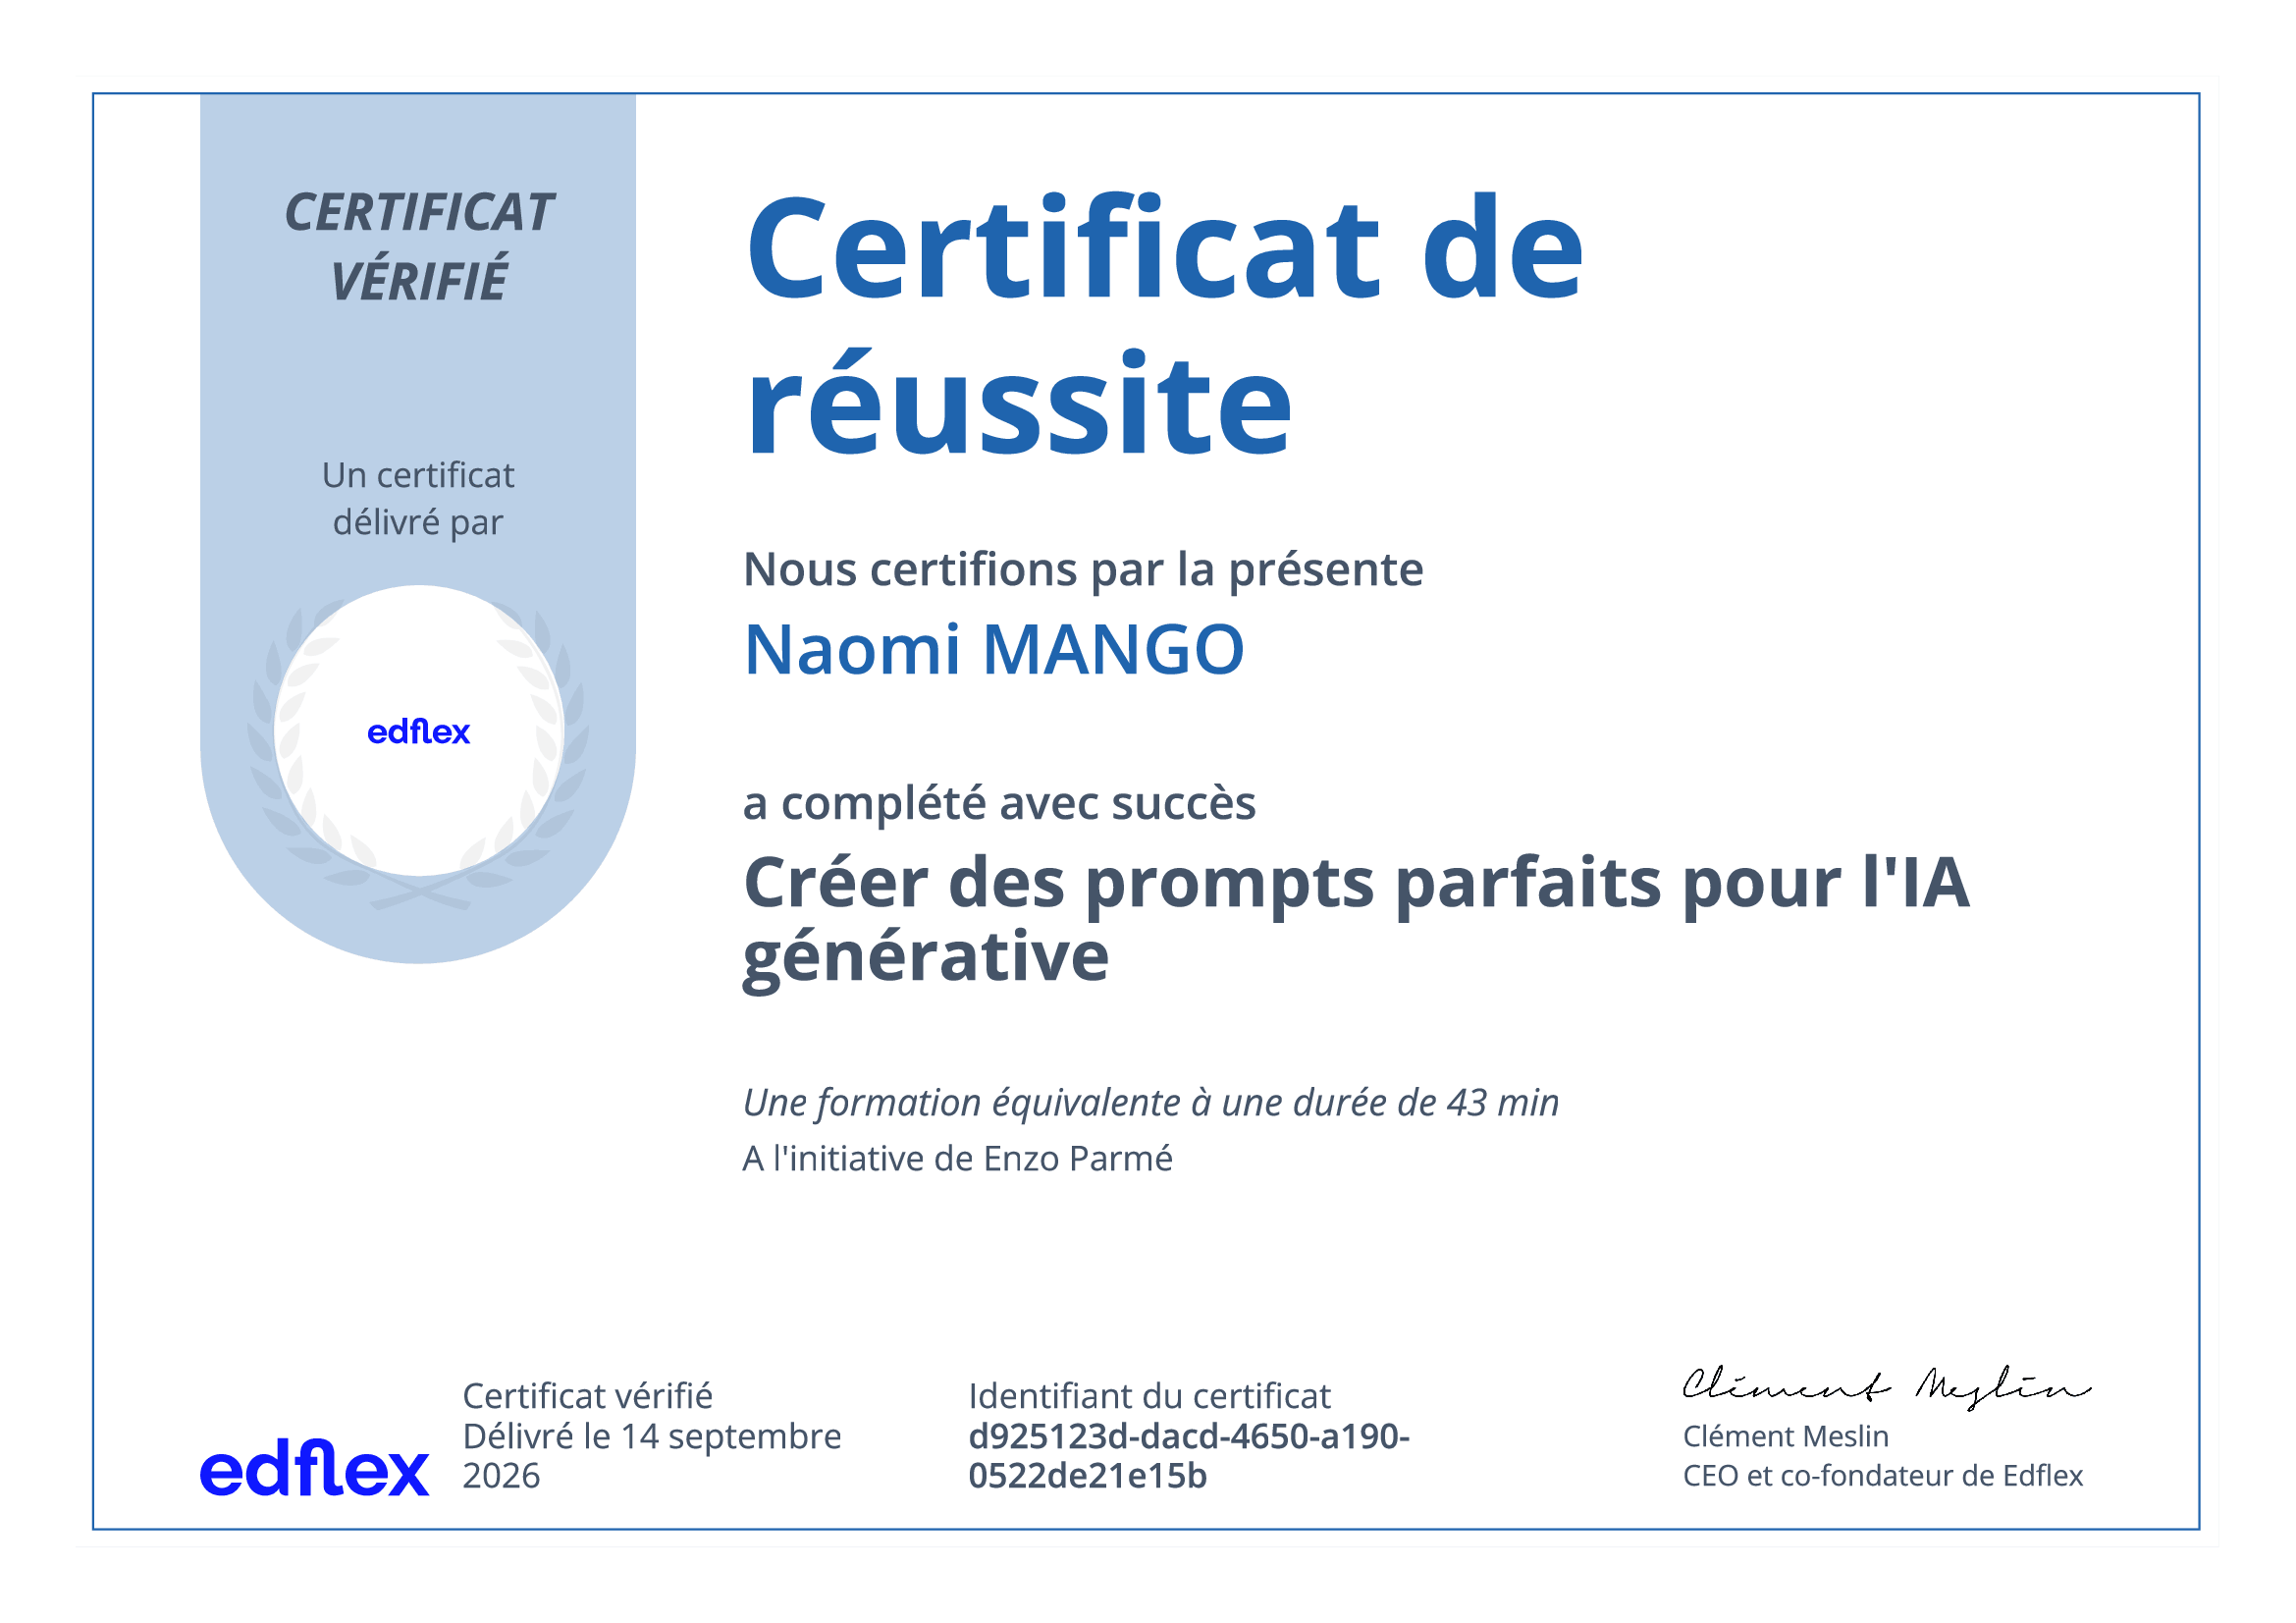 CERTIFICAT
VÉRIFIÉ
Un certificat
délivré par
edflex
Certificat de
réussite
Nous certifions par la présente
Naomi MANGO
a complété avec succès
Créer des prompts parfaits pour l'IA
générative
Une formation équivalente à une durée de 43 min
A l'initiative de Enzo Parmé
edflex
Certificat vérifié
Délivré le 14 septembre
2026
Identifiant du certificat
d925123d-dacd-4650-a190-
0522de21e15b
Clément Meslin
Clément Meslin
CEO et co-fondateur de Edflex